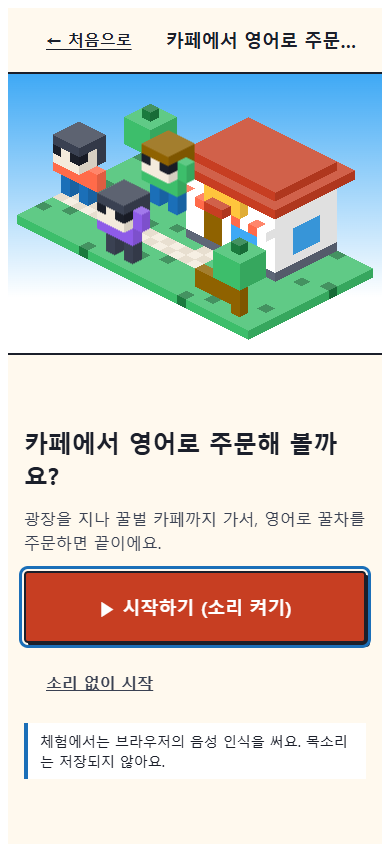 ← 처음으로
카페에서 영어로 주문...
카페에서 영어로 주문해 볼까
요?
광장을 지나 꿀벌 카페까지 가서, 영어로 꿀차를
주문하면 끝이에요.
▶ 시작하기 (소리 켜기)
소리 없이 시작
체험에서는 브라우저의 음성 인식을 써요. 목소리
는 저장되지 않아요.